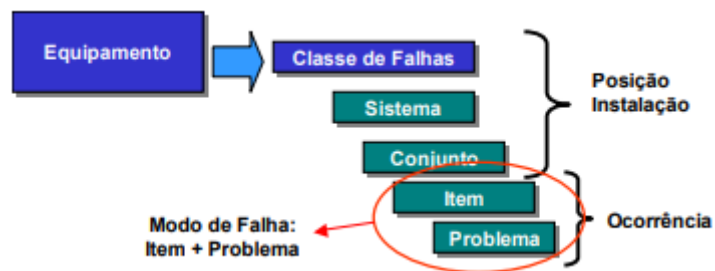 Equipamento
Classe de Falhas
Sistema
Conjunto
Item
Problema
Posição
Instalação
Ocorrência
Modo de Falha:
Item + Problema